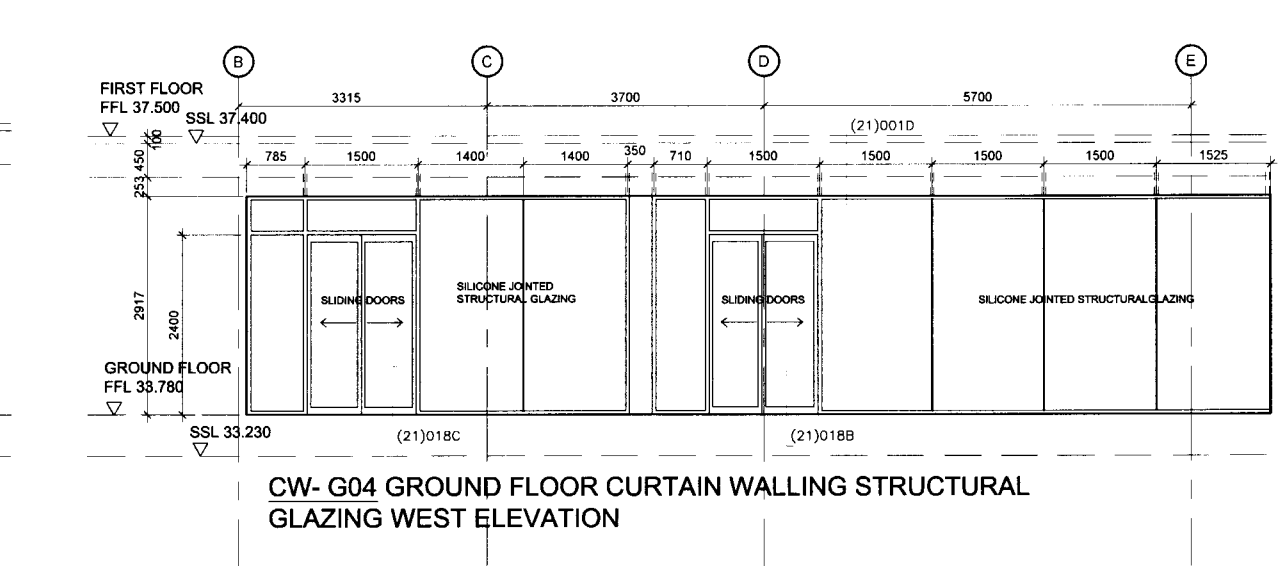 B
C
D
E
FIRST FLOOR
FFL 37.500
SSL 37.400
3315
3700
5700
(21)001D
100
450
253
785
1500
1400
1400
350
710
1500
1500
1500
1500
1525
2917
2400
SLIDING DOORS
SILICONE JOINTED
STRUCTURAL GLAZING
SLIDING DOORS
SILICONE JOINTED STRUCTURALGLAZING
GROUND FLOOR
FFL 33.780
SSL 33.230
(21)018C
(21)018B
CW- G04 GROUND FLOOR CURTAIN WALLING STRUCTURAL
GLAZING WEST ELEVATION